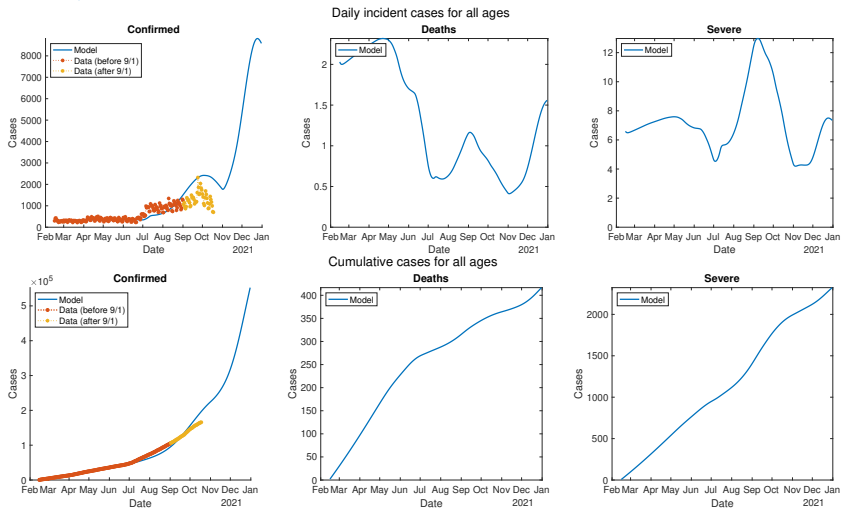 Daily incident cases for all ages
Confirmed
Deaths
Severe
Cases
8000
7000
6000
5000
4000
3000
2000
1000
0
Model
Data (before 9/1)
Data (after 9/1)
Feb Mar Apr May Jun Jul Aug Sep Oct Nov Dec Jan
Date
2021
Cases
2
1.5
1
0.5
0
Model
Feb Mar Apr May Jun Jul Aug Sep Oct Nov Dec Jan
Date
2021
Cases
12
10
8
6
4
2
0
Model
Feb Mar Apr May Jun Jul Aug Sep Oct Nov Dec Jan
Date
2021
Cumulative cases for all ages
Confirmed
Deaths
Severe
×10⁵
Cases
5
4
3
2
1
0
Model
Data (before 9/1)
Data (after 9/1)
Feb Mar Apr May Jun Jul Aug Sep Oct Nov Dec Jan
Date
2021
Cases
400
350
300
250
200
150
100
50
0
Model
Feb Mar Apr May Jun Jul Aug Sep Oct Nov Dec Jan
Date
2021
Cases
2000
1500
1000
500
0
Model
Feb Mar Apr May Jun Jul Aug Sep Oct Nov Dec Jan
Date
2021